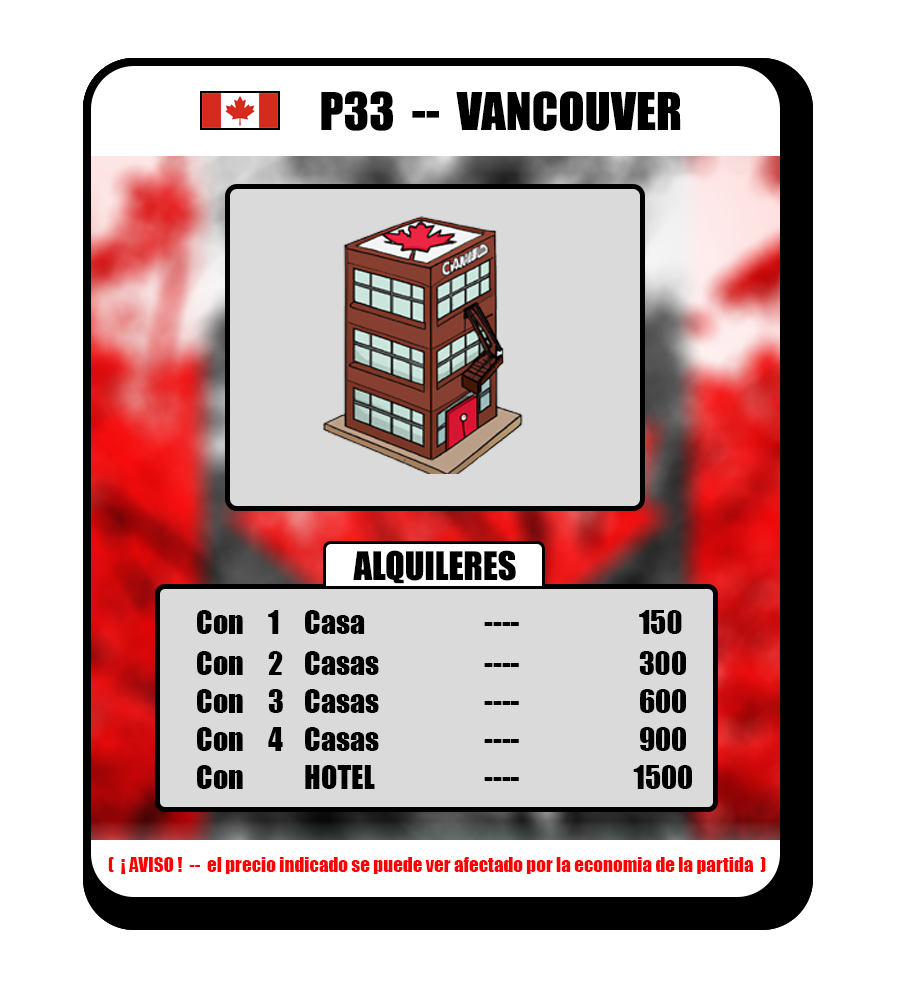 P33 -- VANCOUVER
ALQUILERES
Con 1 Casa ---- 150
Con 2 Casas ---- 300
Con 3 Casas ---- 600
Con 4 Casas ---- 900
Con HOTEL ---- 1500
( ¡ AVISO ! -- el precio indicado se puede ver afectado por la economia de la partida )